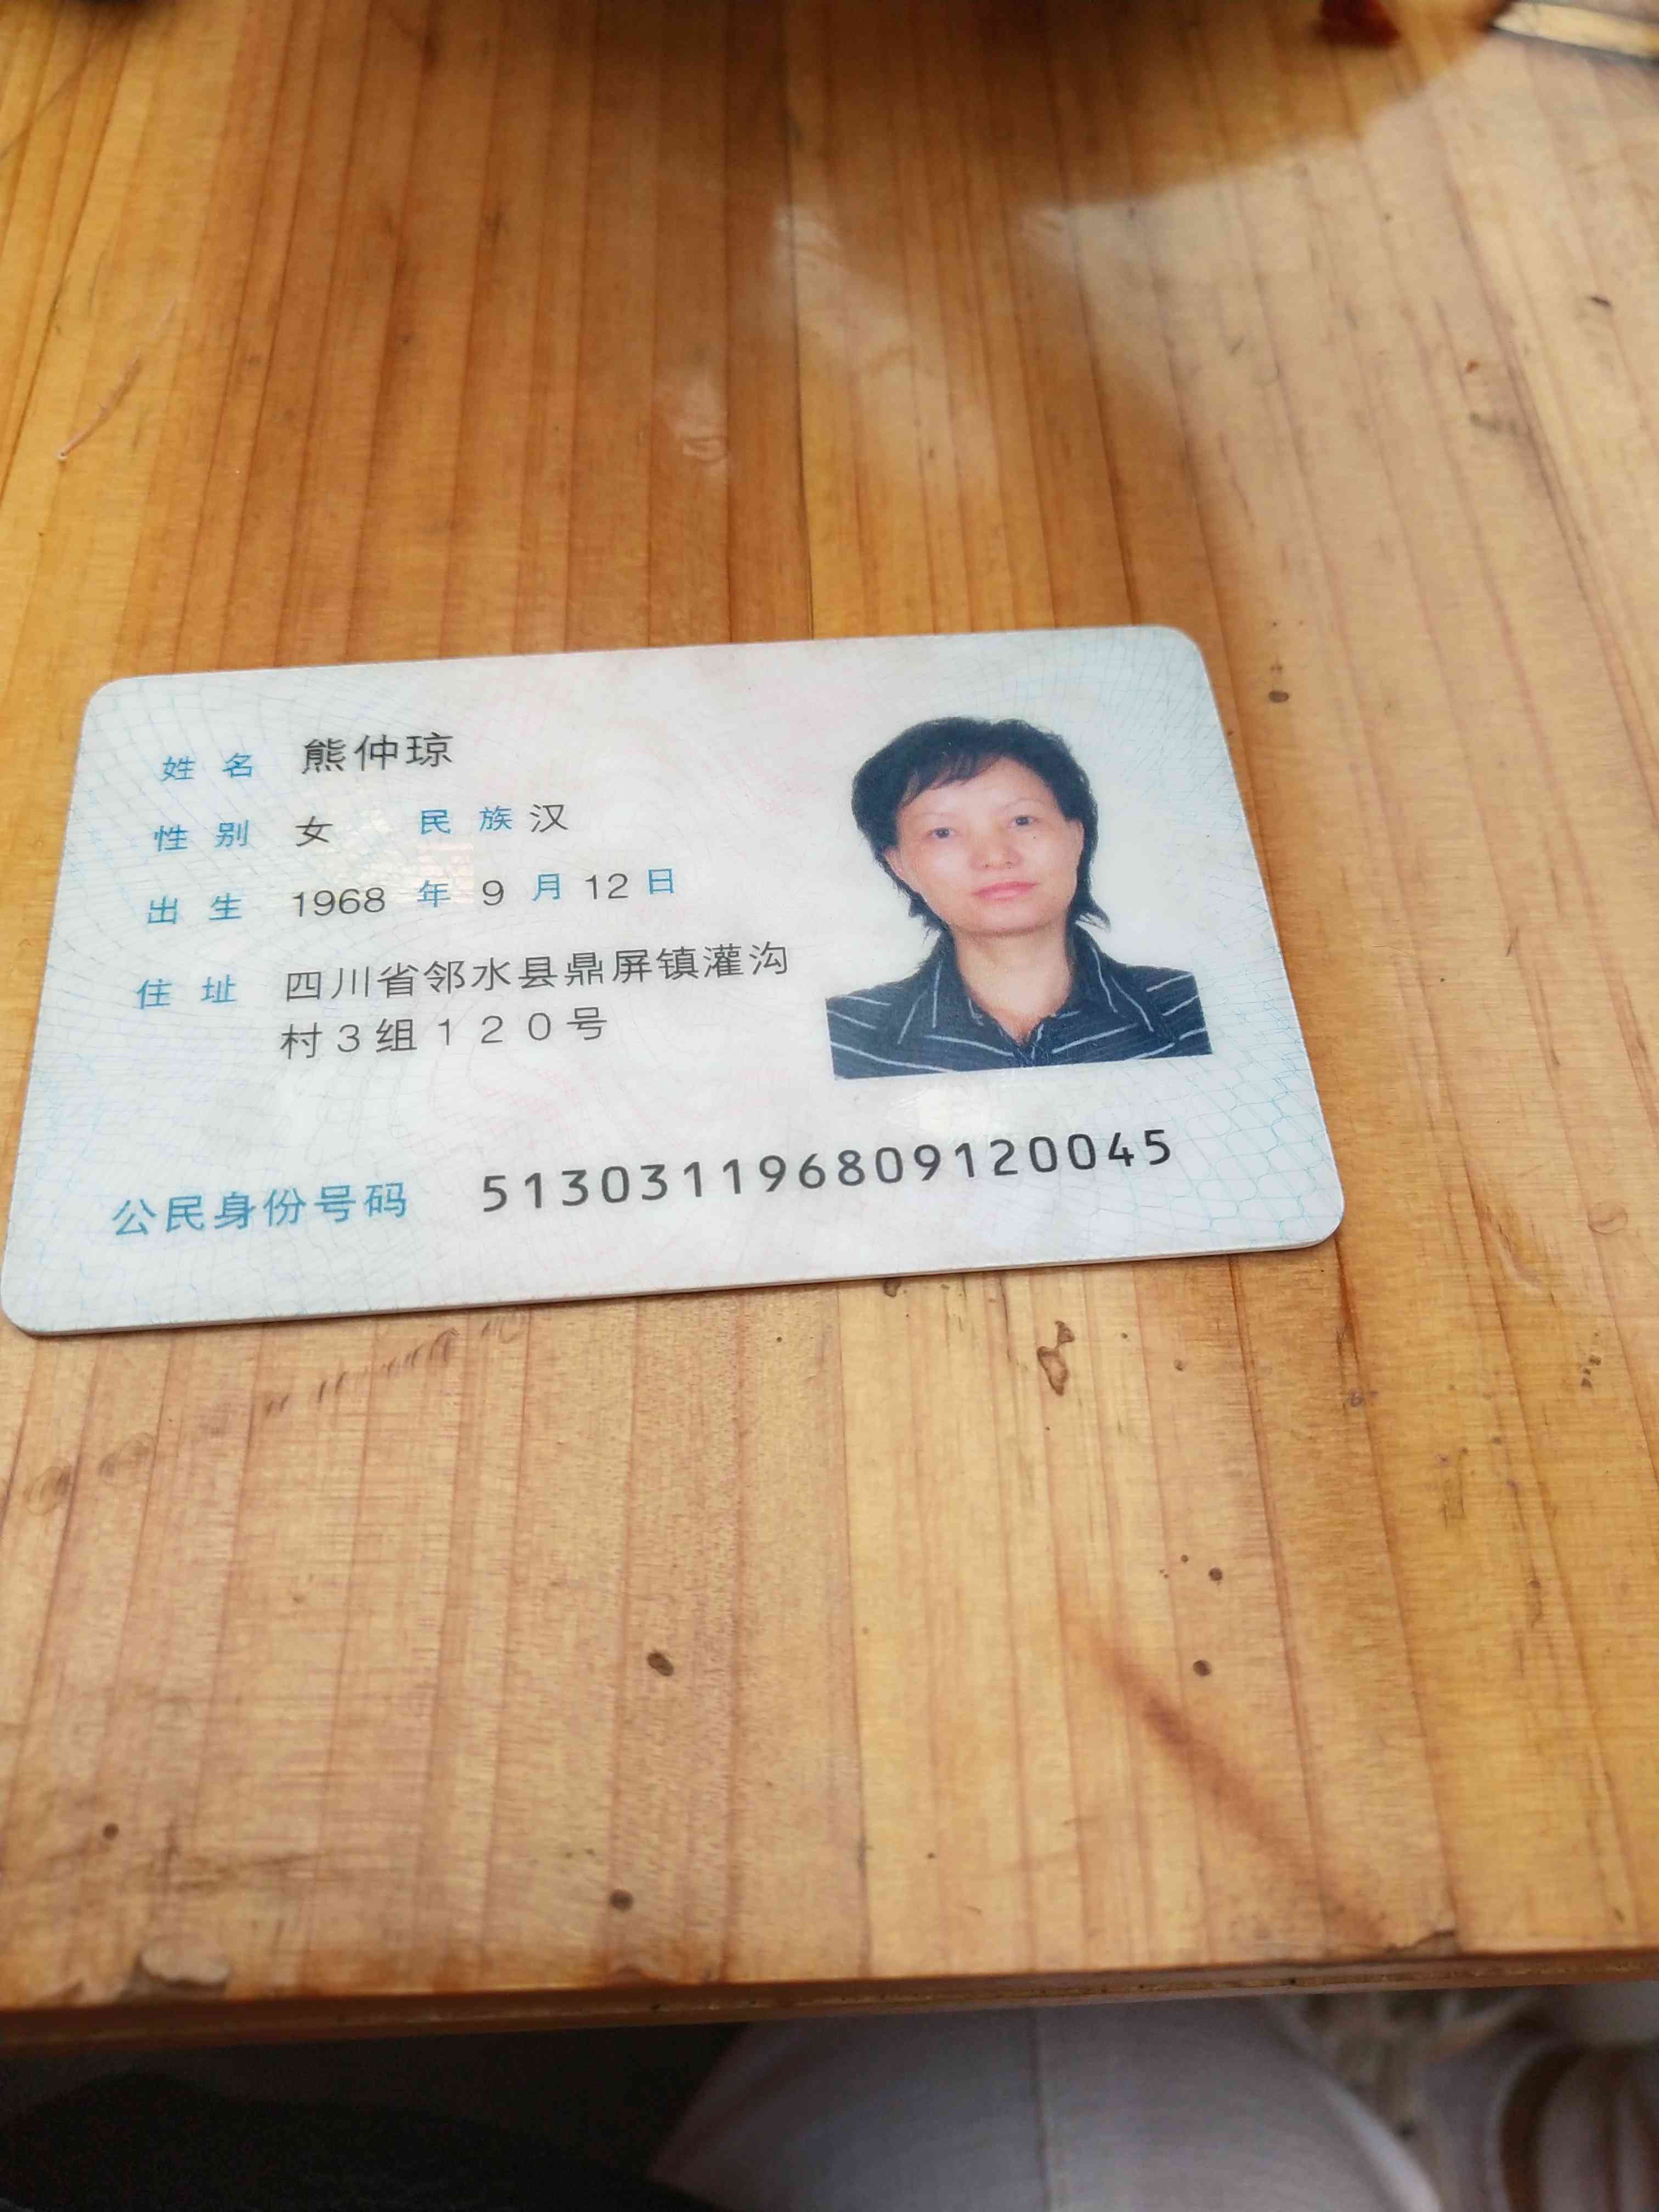 姓名 熊仲琼
性别 女 民族 汉
出生 1968 年 9 月 12 日
住址 四川省邻水县鼎屏镇灌沟
村3组120号
公民身份号码 513031196809120045